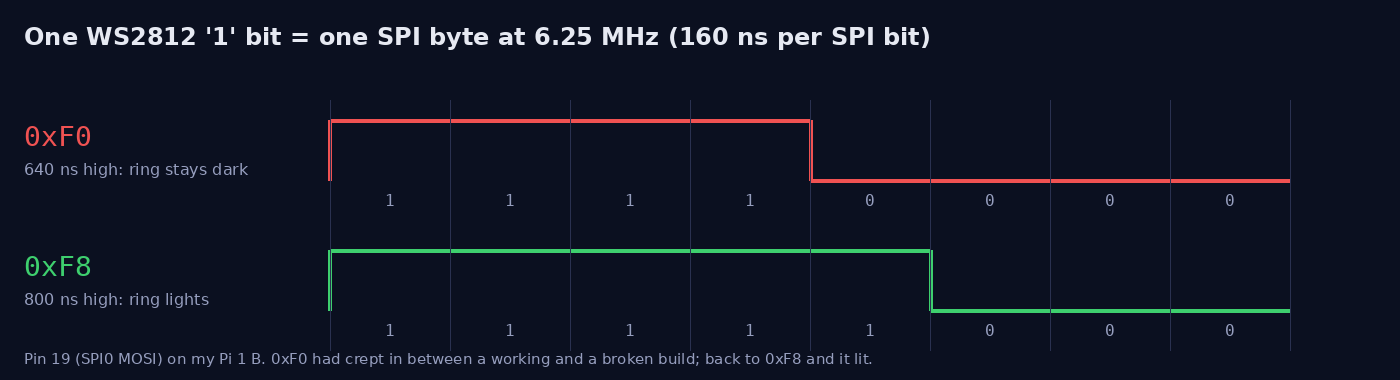 One WS2812 '1' bit = one SPI byte at 6.25 MHz (160 ns per SPI bit)
0xF0
640 ns high: ring stays dark
1 1 1 1 0 0 0 0
0xF8
800 ns high: ring lights
1 1 1 1 1 0 0 0
Pin 19 (SPI0 MOSI) on my Pi 1 B. 0xF0 had crept in between a working and a broken build; back to 0xF8 and it lit.